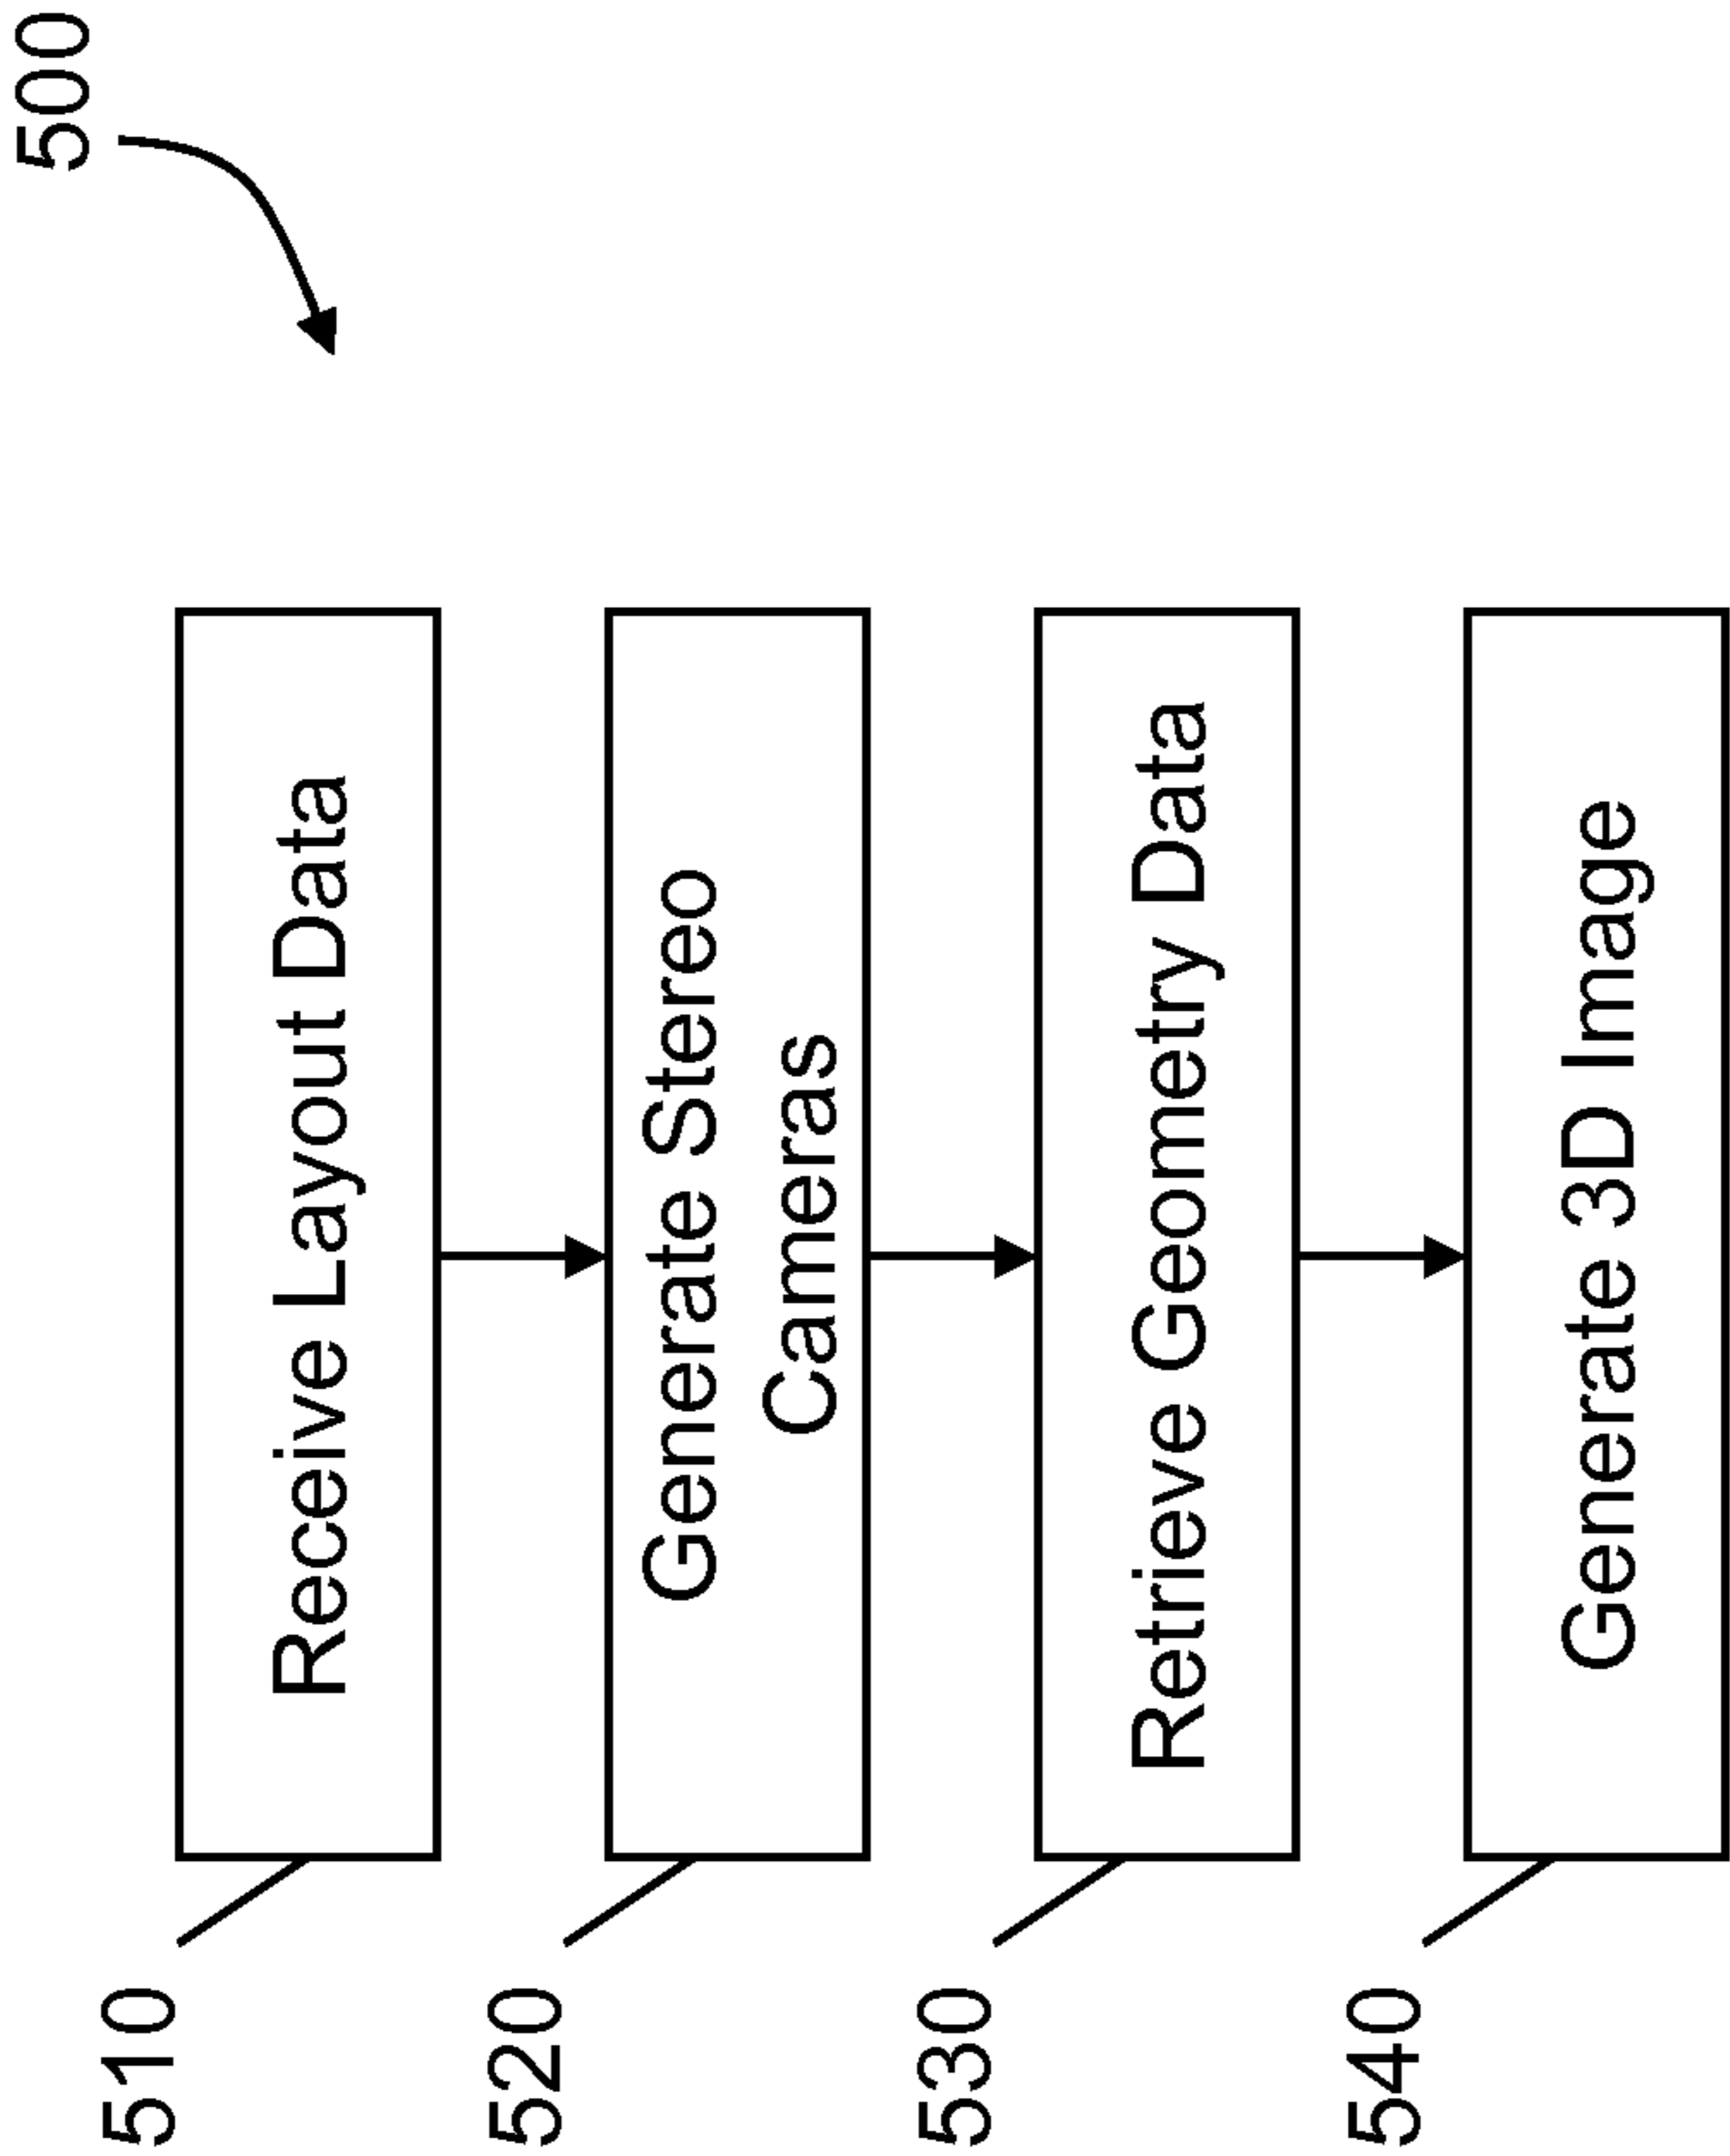 500
510
Receive Layout Data
520
Generate Stereo
Cameras
530
Retrieve Geometry Data
540
Generate 3D Image